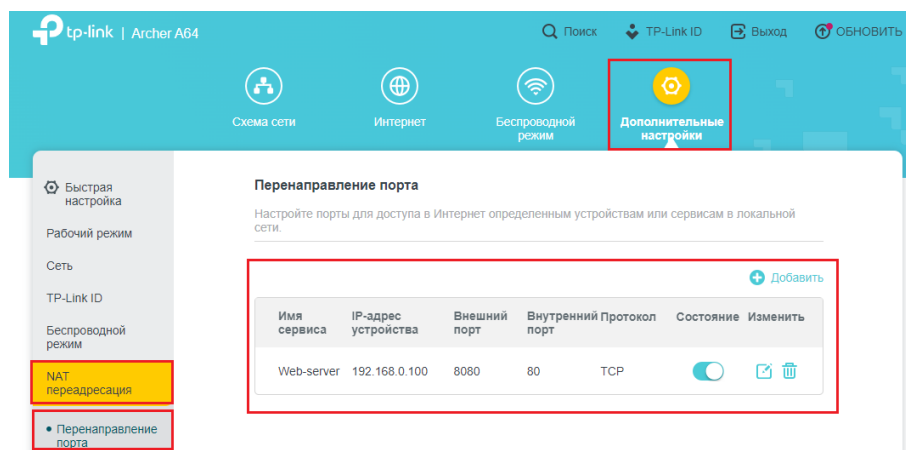 tp-link | Archer A64
Поиск
TP-Link ID
Выход
ОБНОВИТЬ
Схема сети
Интернет
Беспроводной
режим
Дополнительные
настройки
Быстрая
настройка
Рабочий режим
Сеть
TP-Link ID
Беспроводной
режим
NAT
переадресация
Перенаправление
порта
Перенаправление порта
Настройте порты для доступа в Интернет определенным устройствам или сервисам в локальной
сети.
Добавить
Имя
сервиса
IP-адрес
устройства
Внешний
порт
Внутренний
порт
Протокол
Состояние
Изменить
Web-server 192.168.0.100 8080 80 TCP